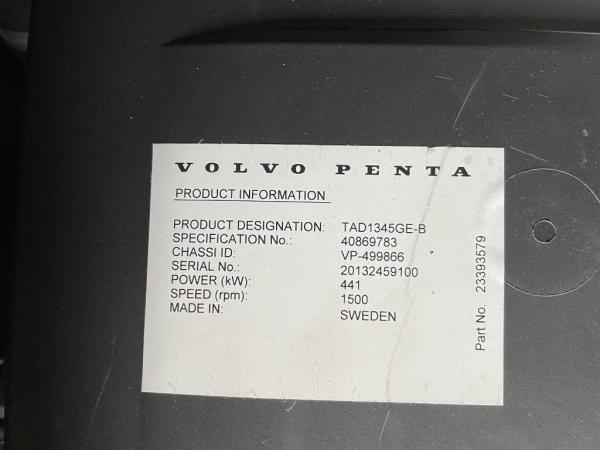 VOLVO PENTA
PRODUCT INFORMATION
PRODUCT DESIGNATION: TAD1345GE-B
SPECIFICATION No.: 40869783
CHASSI ID: VP-499866
SERIAL No.: 20132459100
POWER (kW): 441
SPEED (rpm): 1500
MADE IN: SWEDEN
Part No. 23393579